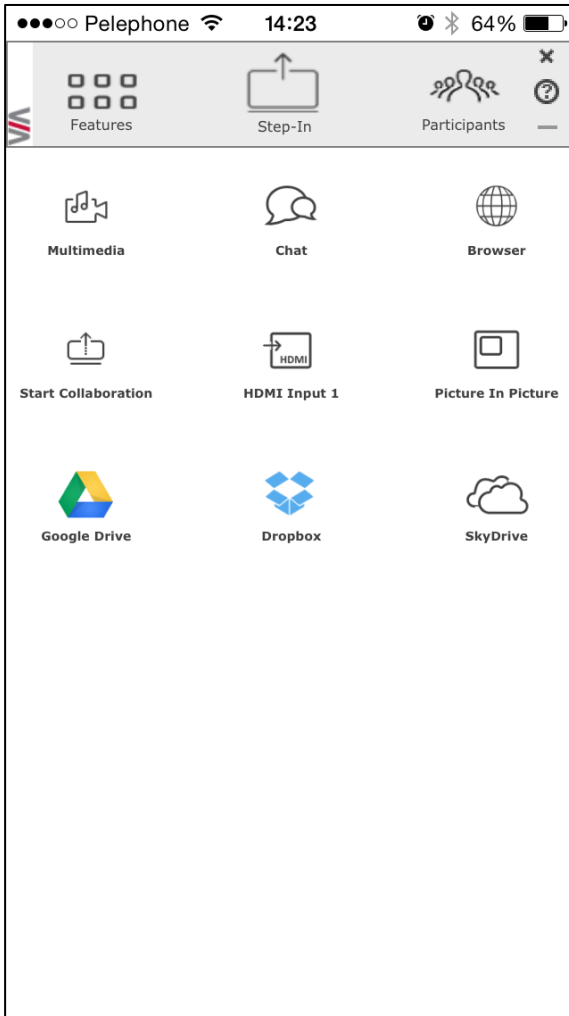 Pelephone 14:23 64%
Features Step-In Participants ?
Multimedia Chat Browser
HDMI
Start Collaboration HDMI Input 1 Picture In Picture
Google Drive Dropbox SkyDrive